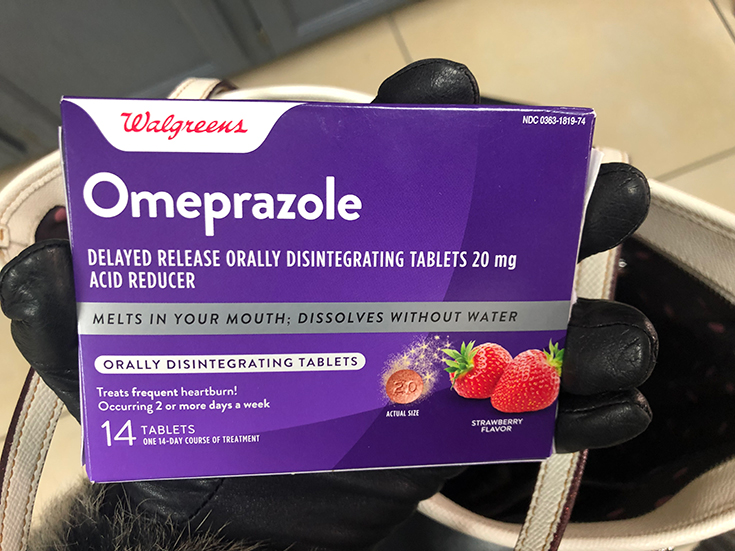 Walgreens
NDC 0363-1819-74
Omeprazole
DELAYED RELEASE ORALLY DISINTEGRATING TABLETS 20 mg
ACID REDUCER
MELTS IN YOUR MOUTH; DISSOLVES WITHOUT WATER
ORALLY DISINTEGRATING TABLETS
Treats frequent heartburn!
Occurring 2 or more days a week
14 TABLETS
ONE 14-DAY COURSE OF TREATMENT
20
ACTUAL SIZE
STRAWBERRY
FLAVOR